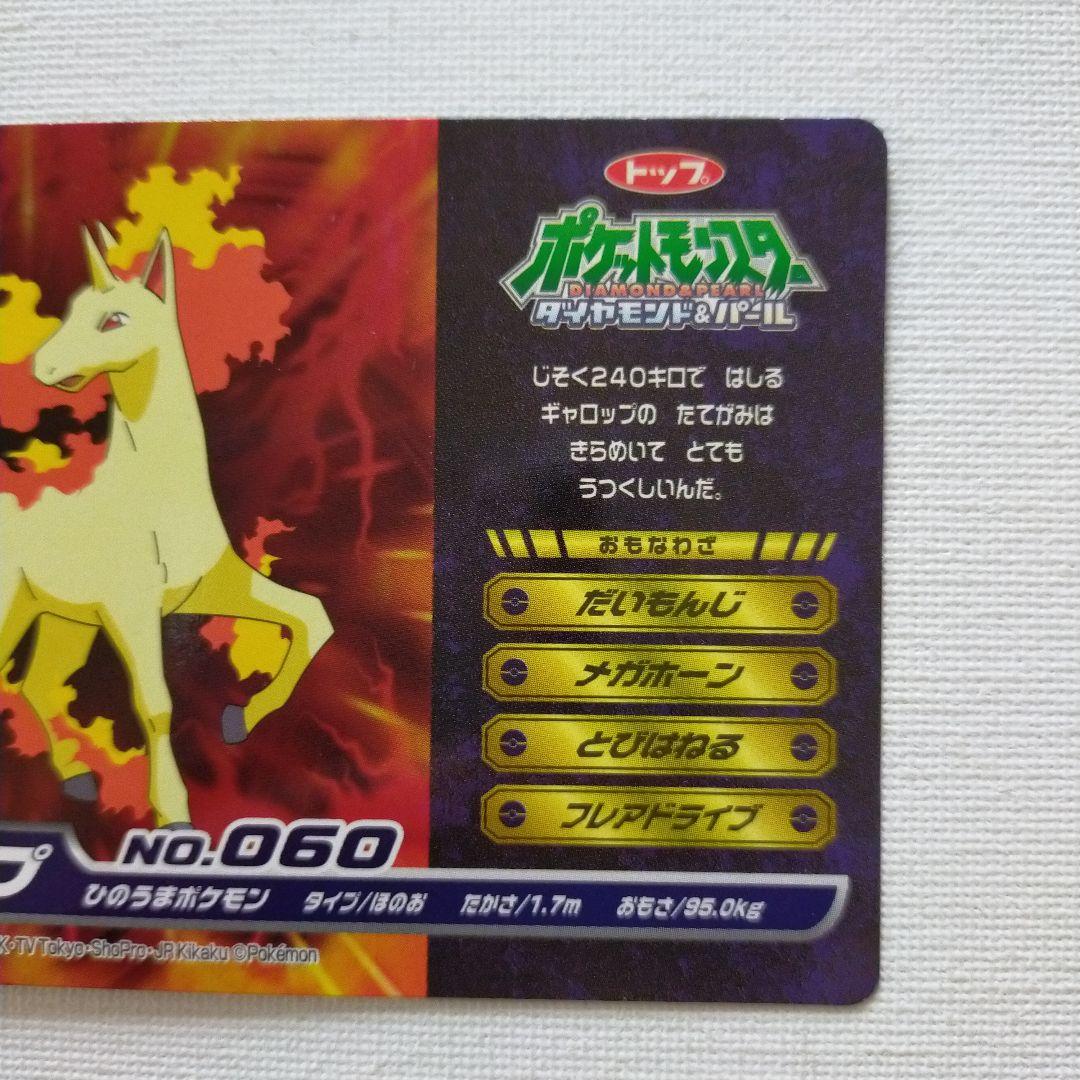 トップ。
ポケットモンスター
DIAMOND&PEARL
ダイヤモンド&パール
じそく240キロで はしる
ギャロップの たてがみは
きらめいて とても
うつくしいんだ。
おもなわざ
だいもんじ
メガホーン
とびはねる
フレアドライブ
NO.060
プ
ひのうまポケモン タイプ/ほのお たかさ/1.7m おもさ/95.0kg
K・TV Tokyo・ShoPro・JR Kikaku ©Pokémon